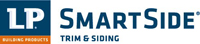 LP SMARTSIDE®
BUILDING PRODUCTS TRIM & SIDING